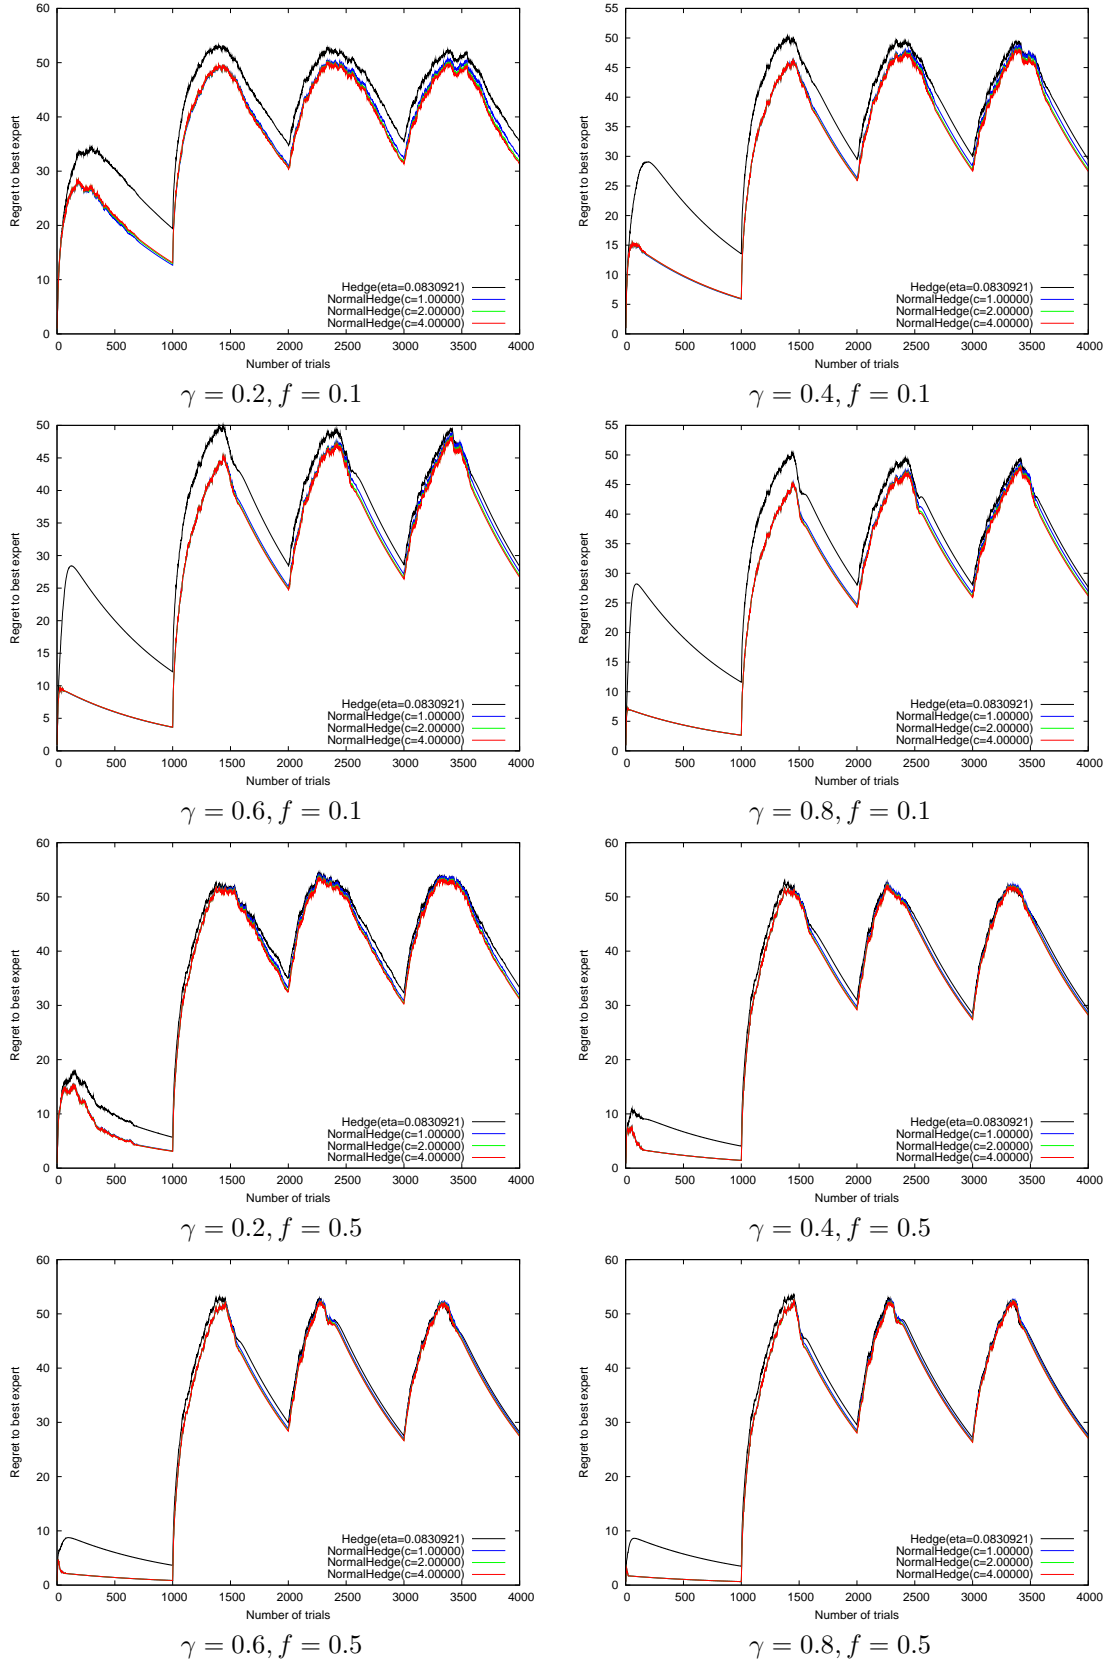 60
50
40
30
20
10
0
Regret to best expert
Hedge(eta=0.0830921)
NormalHedge(c=1.00000)
NormalHedge(c=2.00000)
NormalHedge(c=4.00000)
0 500 1000 1500 2000 2500 3000 3500 4000
Number of trials
γ = 0.2, f = 0.1
55
50
45
40
35
30
25
20
15
10
5
0
Regret to best expert
Hedge(eta=0.0830921)
NormalHedge(c=1.00000)
NormalHedge(c=2.00000)
NormalHedge(c=4.00000)
0 500 1000 1500 2000 2500 3000 3500 4000
Number of trials
γ = 0.4, f = 0.1
50
45
40
35
30
25
20
15
10
5
0
Regret to best expert
Hedge(eta=0.0830921)
NormalHedge(c=1.00000)
NormalHedge(c=2.00000)
NormalHedge(c=4.00000)
0 500 1000 1500 2000 2500 3000 3500 4000
Number of trials
γ = 0.6, f = 0.1
55
50
45
40
35
30
25
20
15
10
5
0
Regret to best expert
Hedge(eta=0.0830921)
NormalHedge(c=1.00000)
NormalHedge(c=2.00000)
NormalHedge(c=4.00000)
0 500 1000 1500 2000 2500 3000 3500 4000
Number of trials
γ = 0.8, f = 0.1
60
50
40
30
20
10
0
Regret to best expert
Hedge(eta=0.0830921)
NormalHedge(c=1.00000)
NormalHedge(c=2.00000)
NormalHedge(c=4.00000)
0 500 1000 1500 2000 2500 3000 3500 4000
Number of trials
γ = 0.2, f = 0.5
60
50
40
30
20
10
0
Regret to best expert
Hedge(eta=0.0830921)
NormalHedge(c=1.00000)
NormalHedge(c=2.00000)
NormalHedge(c=4.00000)
0 500 1000 1500 2000 2500 3000 3500 4000
Number of trials
γ = 0.4, f = 0.5
60
50
40
30
20
10
0
Regret to best expert
Hedge(eta=0.0830921)
NormalHedge(c=1.00000)
NormalHedge(c=2.00000)
NormalHedge(c=4.00000)
0 500 1000 1500 2000 2500 3000 3500 4000
Number of trials
γ = 0.6, f = 0.5
60
50
40
30
20
10
0
Regret to best expert
Hedge(eta=0.0830921)
NormalHedge(c=1.00000)
NormalHedge(c=2.00000)
NormalHedge(c=4.00000)
0 500 1000 1500 2000 2500 3000 3500 4000
Number of trials
γ = 0.8, f = 0.5